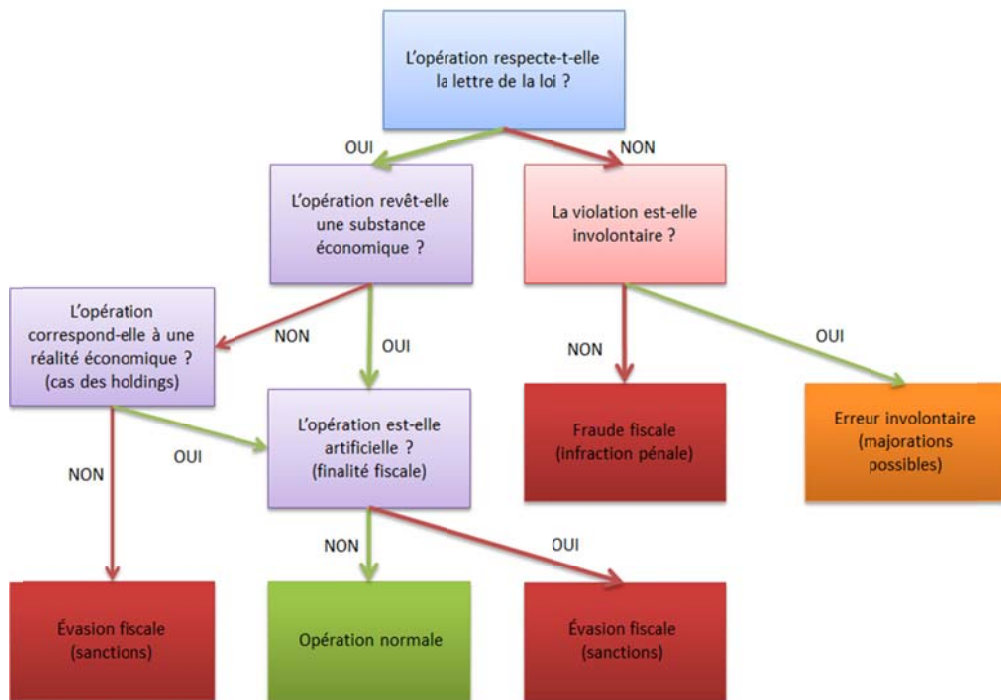 L'opération respecte-t-elle
la lettre de la loi ?
OUI
NON
L'opération revêt-elle
une substance
économique ?
La violation est-elle
involontaire ?
L'opération
correspond-elle à une
réalité économique ?
(cas des holdings)
NON
OUI
NON
OUI
L'opération est-elle
artificielle ?
(finalité fiscale)
Fraude fiscale
(infraction pénale)
Erreur involontaire
(majorations
possibles)
NON
OUI
NON
OUI
Évasion fiscale
(sanctions)
Opération normale
Évasion fiscale
(sanctions)